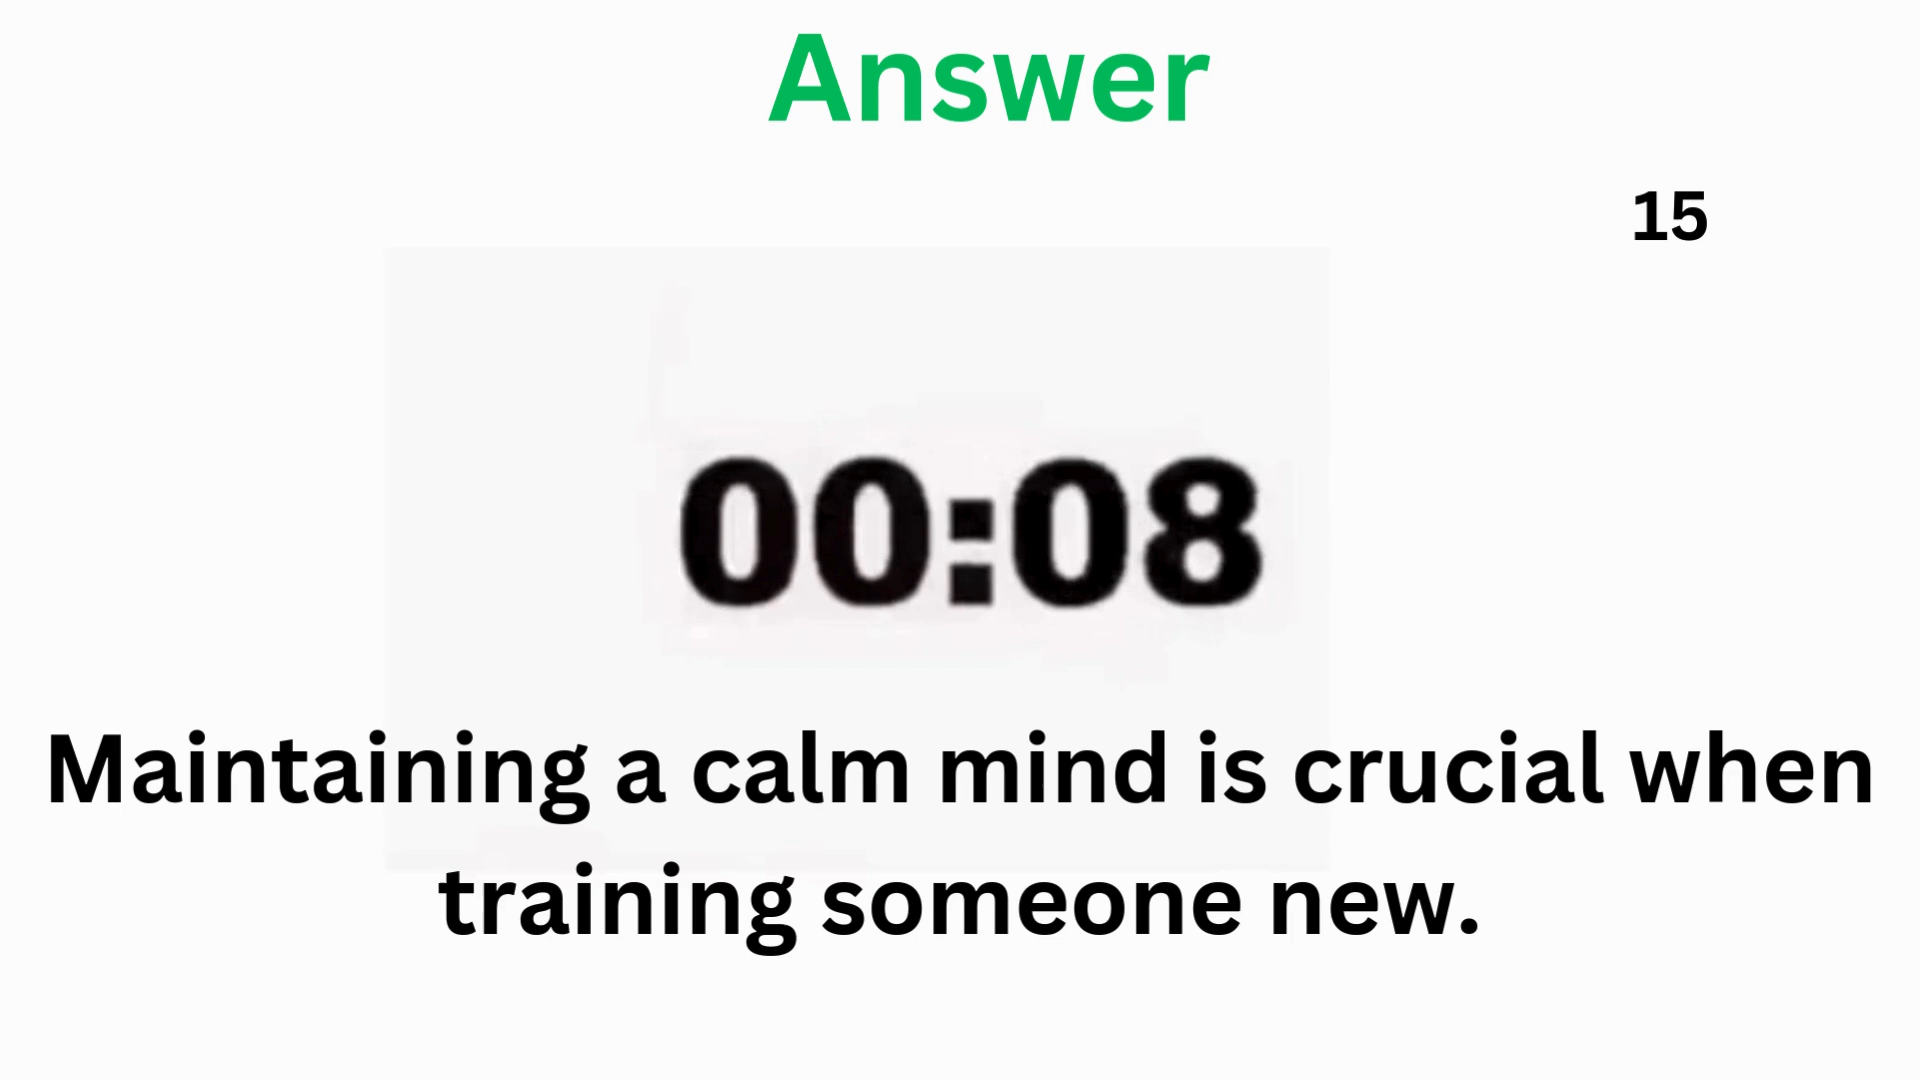 Answer
15
00:08
Maintaining a calm mind is crucial when
training someone new.